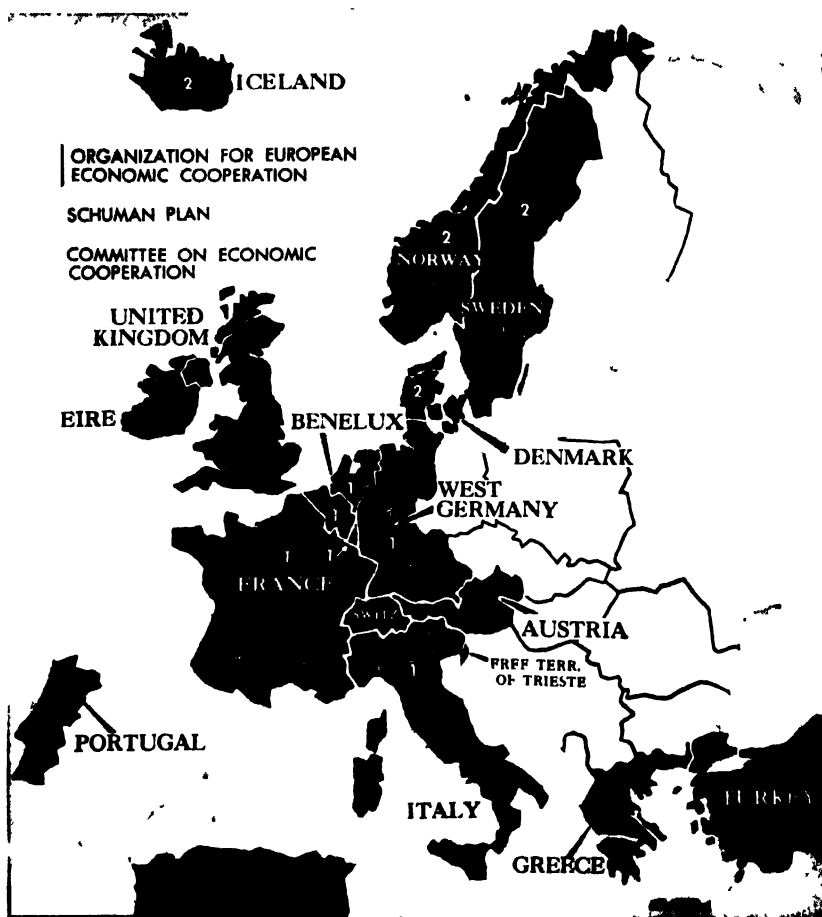 2 ICELAND
ORGANIZATION FOR EUROPEAN
ECONOMIC COOPERATION
SCHUMAN PLAN
COMMITTEE ON ECONOMIC
COOPERATION
2
2
NORWAY
SWEDEN
UNITED
KINGDOM
2
EIRE
BENELUX
DENMARK
1
WEST
GERMANY
1
1
1 1
FRANCE
SWITZ
AUSTRIA
FREE TERR.
OF TRIESTE
1
PORTUGAL
ITALY
TURKEY
GREECE